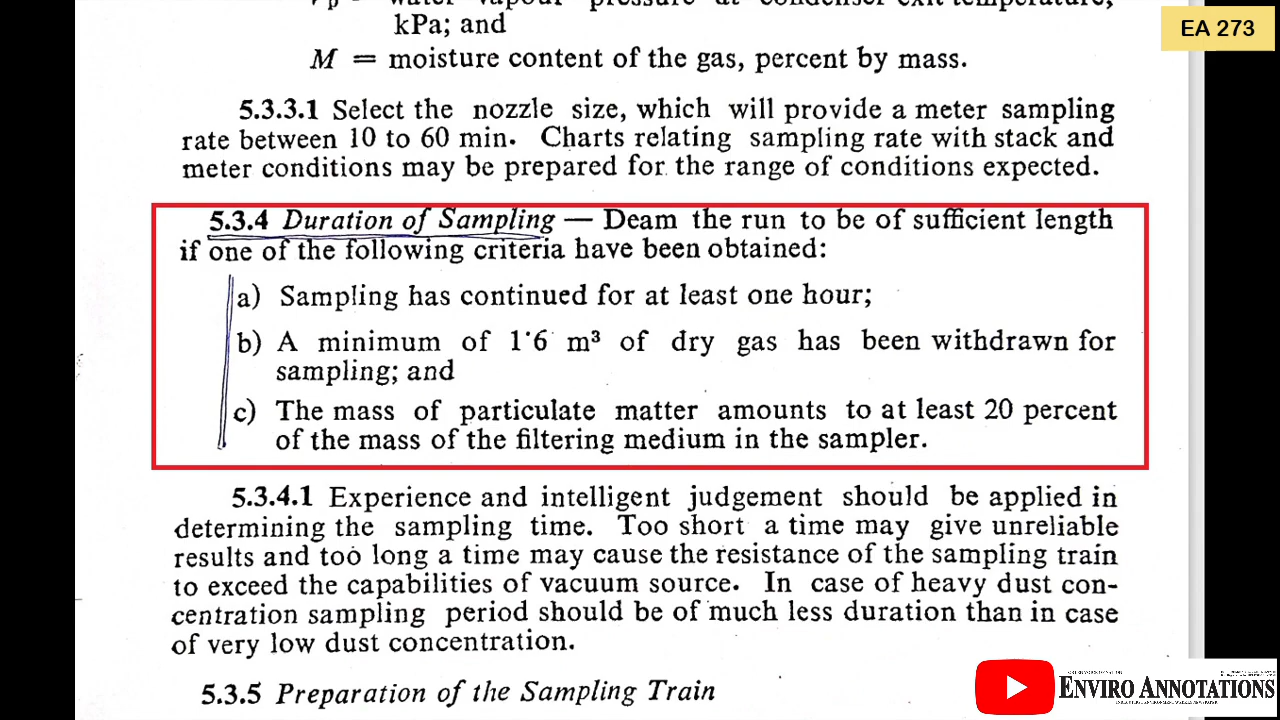 water vapour pressure at condenser exit temperature,
EA 273
kPa; and
M = moisture content of the gas, percent by mass.
5.3.3.1 Select the nozzle size, which will provide a meter sampling
rate between 10 to 60 min. Charts relating sampling rate with stack and
meter conditions may be prepared for the range of conditions expected.
5.3.4 Duration of Sampling — Deam the run to be of sufficient length
if one of the following criteria have been obtained:
a) Sampling has continued for at least one hour;
b) A minimum of 1·6 m³ of dry gas has been withdrawn for
sampling; and
c) The mass of particulate matter amounts to at least 20 percent
of the mass of the filtering medium in the sampler.
5.3.4.1 Experience and intelligent judgement should be applied in
determining the sampling time. Too short a time may give unreliable
results and too long a time may cause the resistance of the sampling train
to exceed the capabilities of vacuum source. In case of heavy dust con-
centration sampling period should be of much less duration than in case
of very low dust concentration.
5.3.5 Preparation of the Sampling Train
ENVIRO ANNOTATIONS